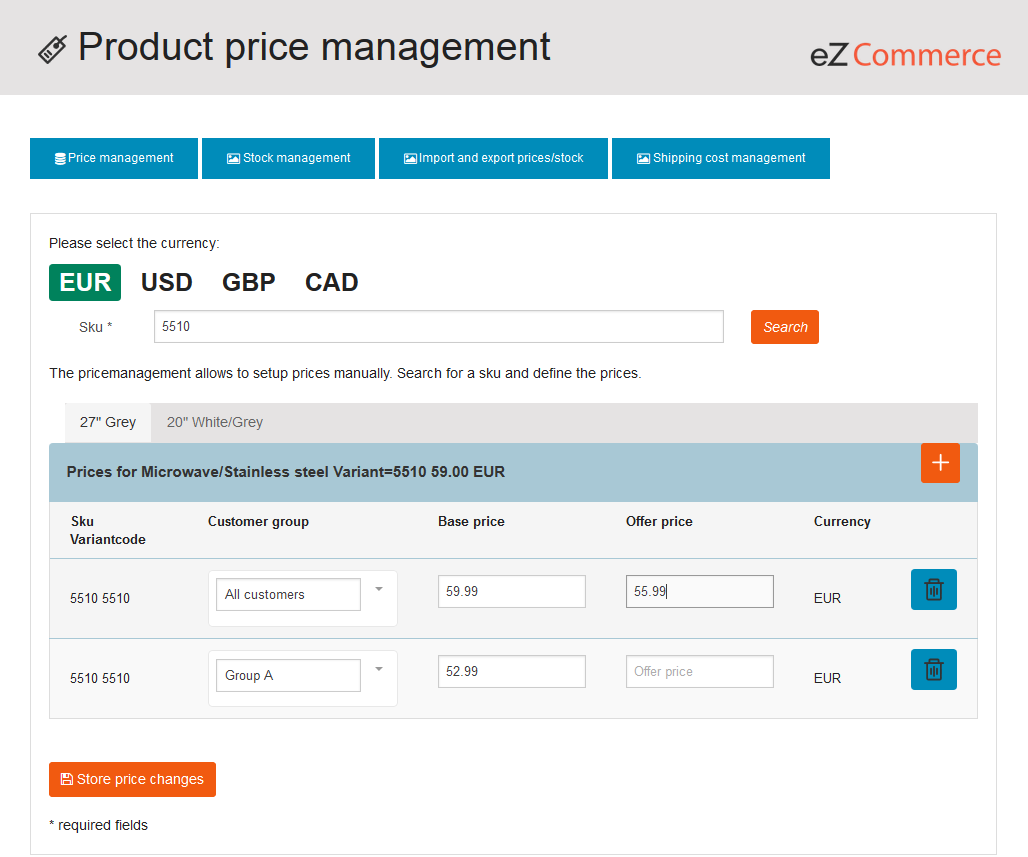 Product price management
eZ Commerce
Price management
Stock management
Import and export prices/stock
Shipping cost management
Please select the currency:
EUR USD GBP CAD
Sku * 5510 Search
The pricemanagement allows to setup prices manually. Search for a sku and define the prices.
27" Grey 20" White/Grey
Prices for Microwave/Stainless steel Variant=5510 59.00 EUR
Sku Customer group Base price Offer price Currency
Variantcode
5510 5510 All customers 59.99 55.99 EUR
5510 5510 Group A 52.99 Offer price EUR
Store price changes
* required fields